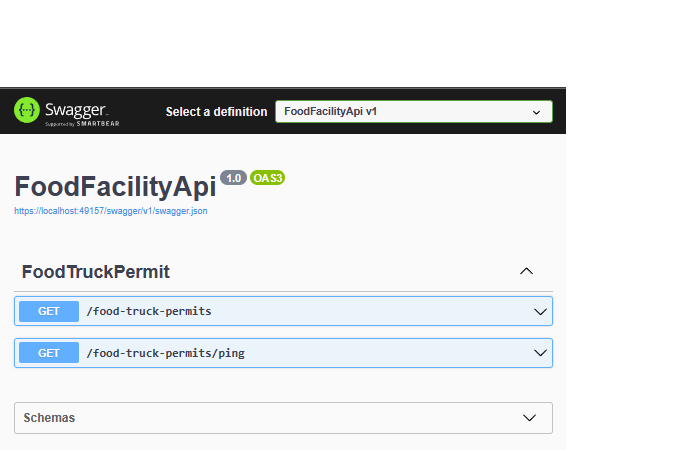 Swagger
Supported by SMARTBEAR
Select a definition
FoodFacilityApi v1
FoodFacilityApi 1.0 OAS3
https://localhost:49157/swagger/v1/swagger.json
FoodTruckPermit
GET /food-truck-permits
GET /food-truck-permits/ping
Schemas